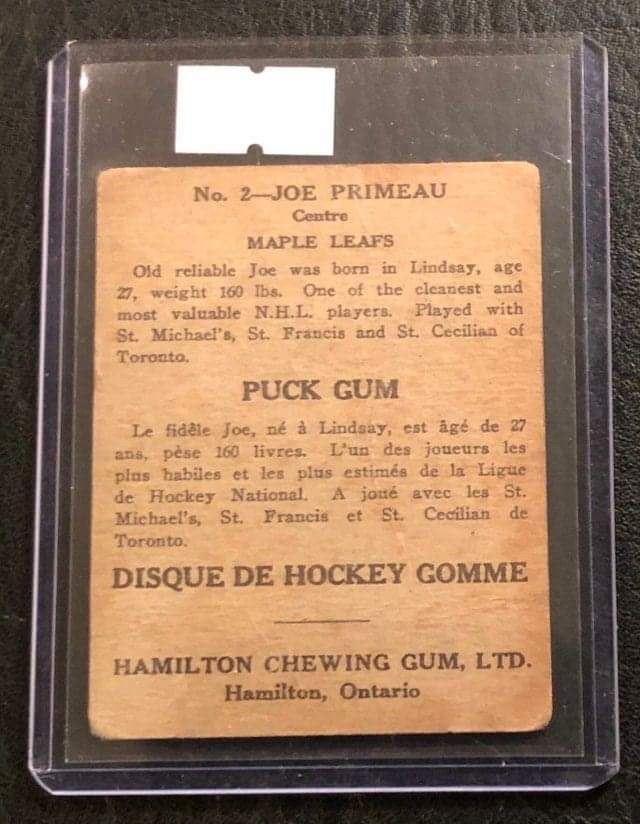 No. 2—JOE PRIMEAU
Centre
MAPLE LEAFS
Old reliable Joe was born in Lindsay, age
27, weight 160 lbs. One of the cleanest and
most valuable N.H.L. players. Played with
St. Michael's, St. Francis and St. Cecilian of
Toronto.
PUCK GUM
Le fidêle Joe, né à Lindsay, est âgé de 27
ans, pèse 160 livres. L'un des joueurs les
plus habiles et les plus estimés de la Ligue
de Hockey National. A joué avec les St.
Michael's, St. Francis et St. Cecilian de
Toronto.
DISQUE DE HOCKEY GOMME
HAMILTON CHEWING GUM, LTD.
Hamilton, Ontario